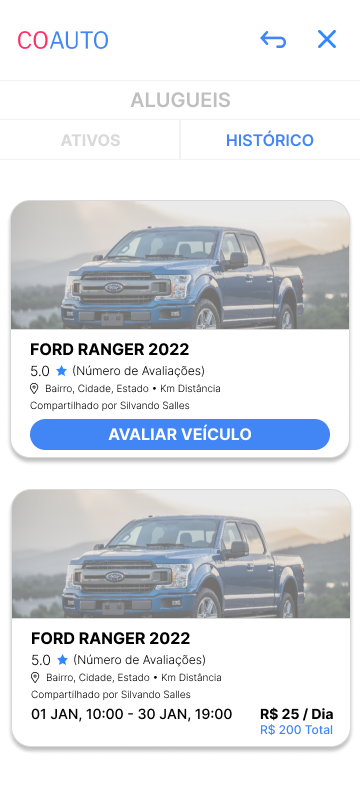 COAUTO
ALUGUEIS
ATIVOS
HISTÓRICO
FORD RANGER 2022
5.0 (Número de Avaliações)
Bairro, Cidade, Estado • Km Distância
Compartilhado por Silvando Salles
AVALIAR VEÍCULO
FORD RANGER 2022
5.0 (Número de Avaliações)
Bairro, Cidade, Estado • Km Distância
Compartilhado por Silvando Salles
01 JAN, 10:00 - 30 JAN, 19:00
R$ 25 / Dia
R$ 200 Total